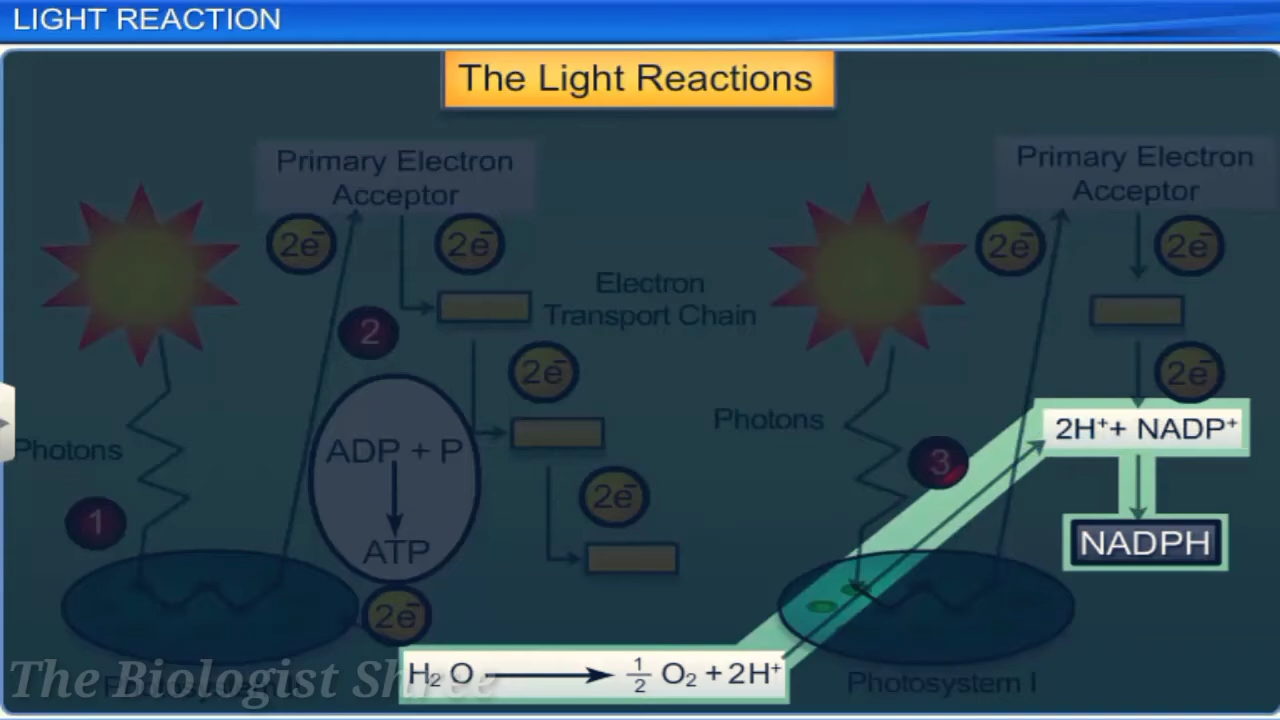 LIGHT REACTION
The Light Reactions
Primary Electron
Acceptor
2e⁻
2e⁻
Electron
Transport Chain
2
2e⁻
ADP + P
ATP
2e⁻
2e⁻
Photons
1
Primary Electron
Acceptor
2e⁻
2e⁻
2e⁻
Photons
3
2H⁺+ NADP⁺
NADPH
H₂O ⟶ 1/2 O₂ + 2H⁺
Photosystem I
The Biologist Shree